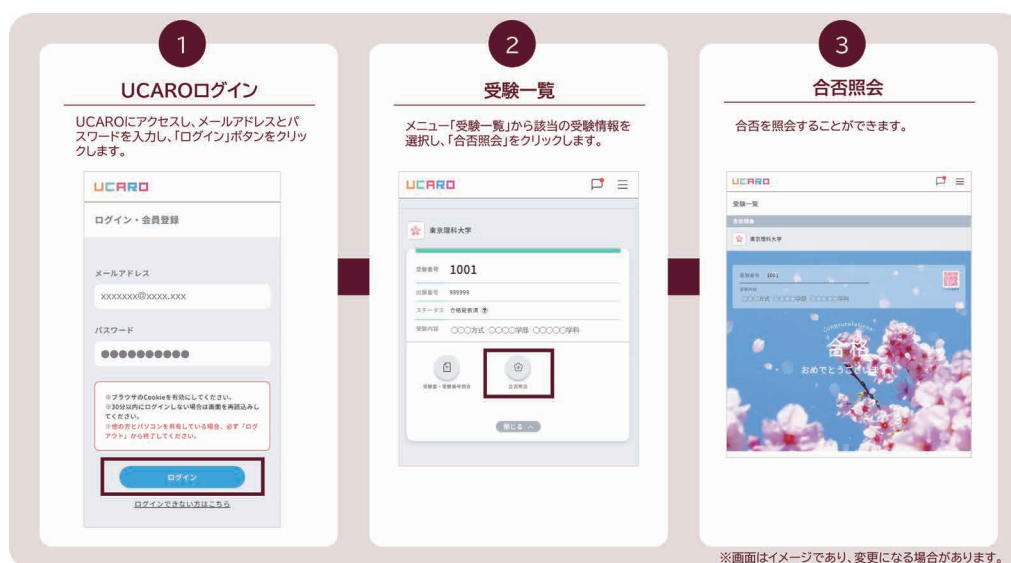 1
UCAROログイン
UCAROにアクセスし、メールアドレスとパ
スワードを入力し、「ログイン」ボタンをクリッ
クします。
UCARO
ログイン・会員登録
メールアドレス
xxxxxxx@xxxx.xxx
パスワード
●●●●●●●●●●
※ブラウザのCookieを有効にしてください。
※30分以内にログインしない場合は画面を再読込みし
てください。
※他の方とパソコンを共有している場合、必ず「ログ
アウト」から終了してください。
ログイン
ログインできない方はこちら
2
受験一覧
メニュー「受験一覧」から該当の受験情報を
選択し、「合否照会」をクリックします。
UCARO
東京理科大学
受験番号 1001
出願番号 999999
ステータス 合格発表済 ?
受験内容 〇〇〇方式 〇〇〇〇学部 〇〇〇〇〇学科
受験票・受験番号照会
合否照会
閉じる
3
合否照会
合否を照会することができます。
UCARO
受験一覧
合否照会
東京理科大学
受験番号 1001
受験内容
〇〇〇方式 〇〇〇〇学部 〇〇〇〇〇学科
Congratulations!
合格
おめでとうございます!
※画面はイメージであり、変更になる場合があります。